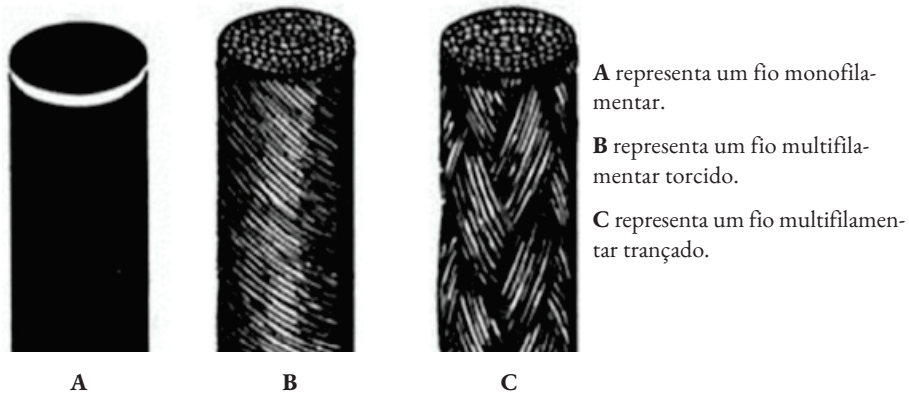 A representa um fio monofila-
mentar.
B representa um fio multifila-
mentar torcido.
C representa um fio multifilamen-
tar trançado.
A
B
C